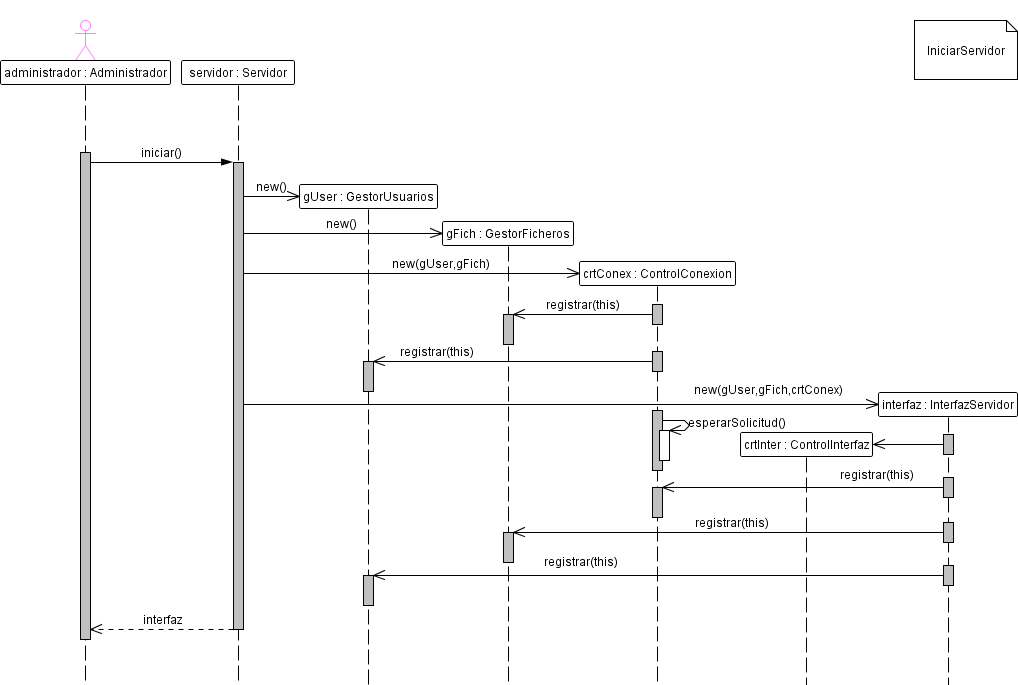 IniciarServidor
administrador : Administrador
servidor : Servidor
iniciar()
new()
gUser : GestorUsuarios
new()
gFich : GestorFicheros
new(gUser,gFich)
crtConex : ControlConexion
registrar(this)
registrar(this)
new(gUser,gFich,crtConex)
interfaz : InterfazServidor
esperarSolicitud()
crtInter : ControlInterfaz
registrar(this)
registrar(this)
registrar(this)
interfaz